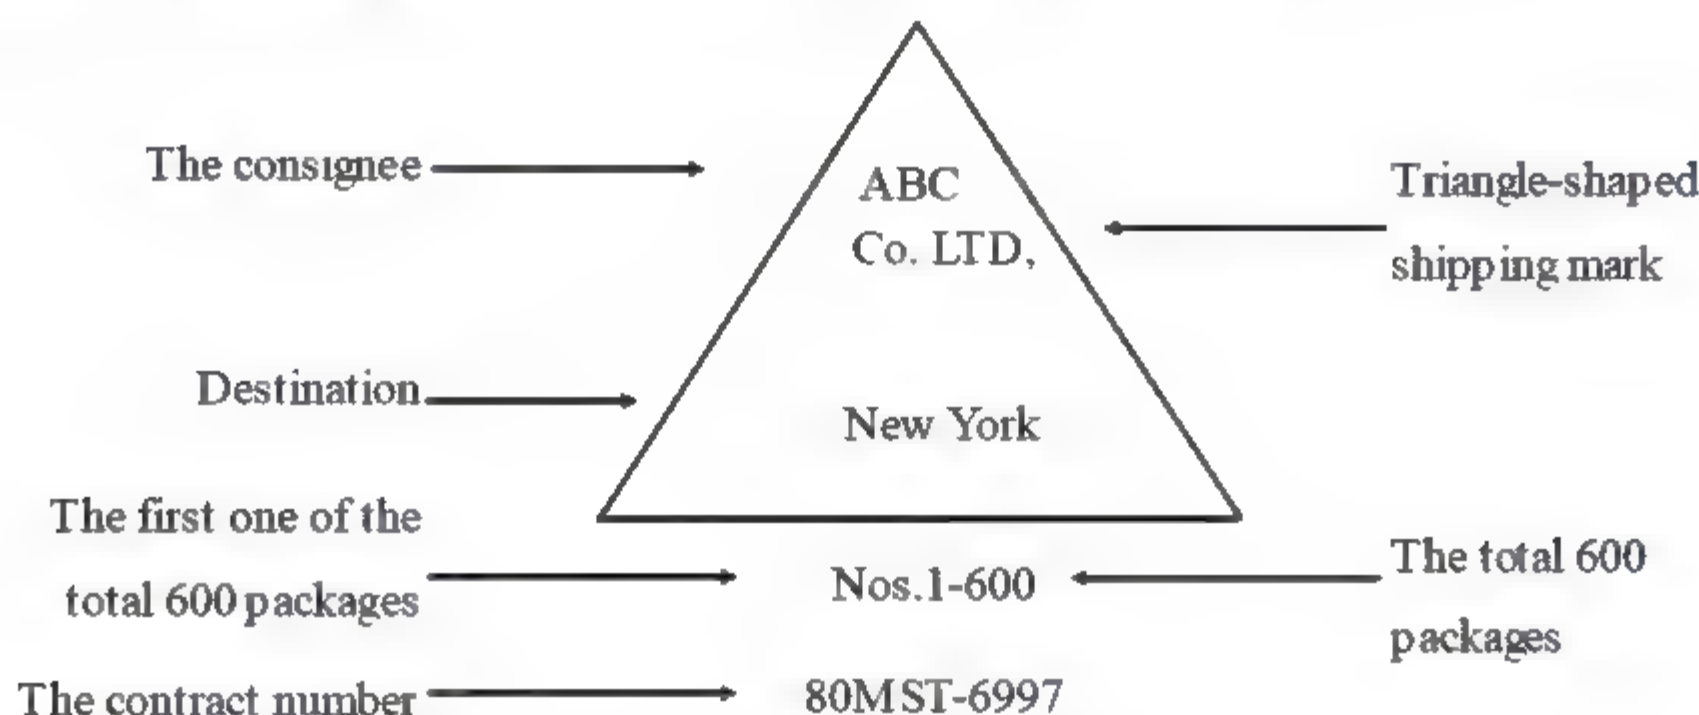 The consignee
ABC
Co. LTD,
Triangle-shaped
shipping mark
Destination
New York
The first one of the
total 600 packages
Nos.1-600
The total 600
packages
The contract number
80MST-6997